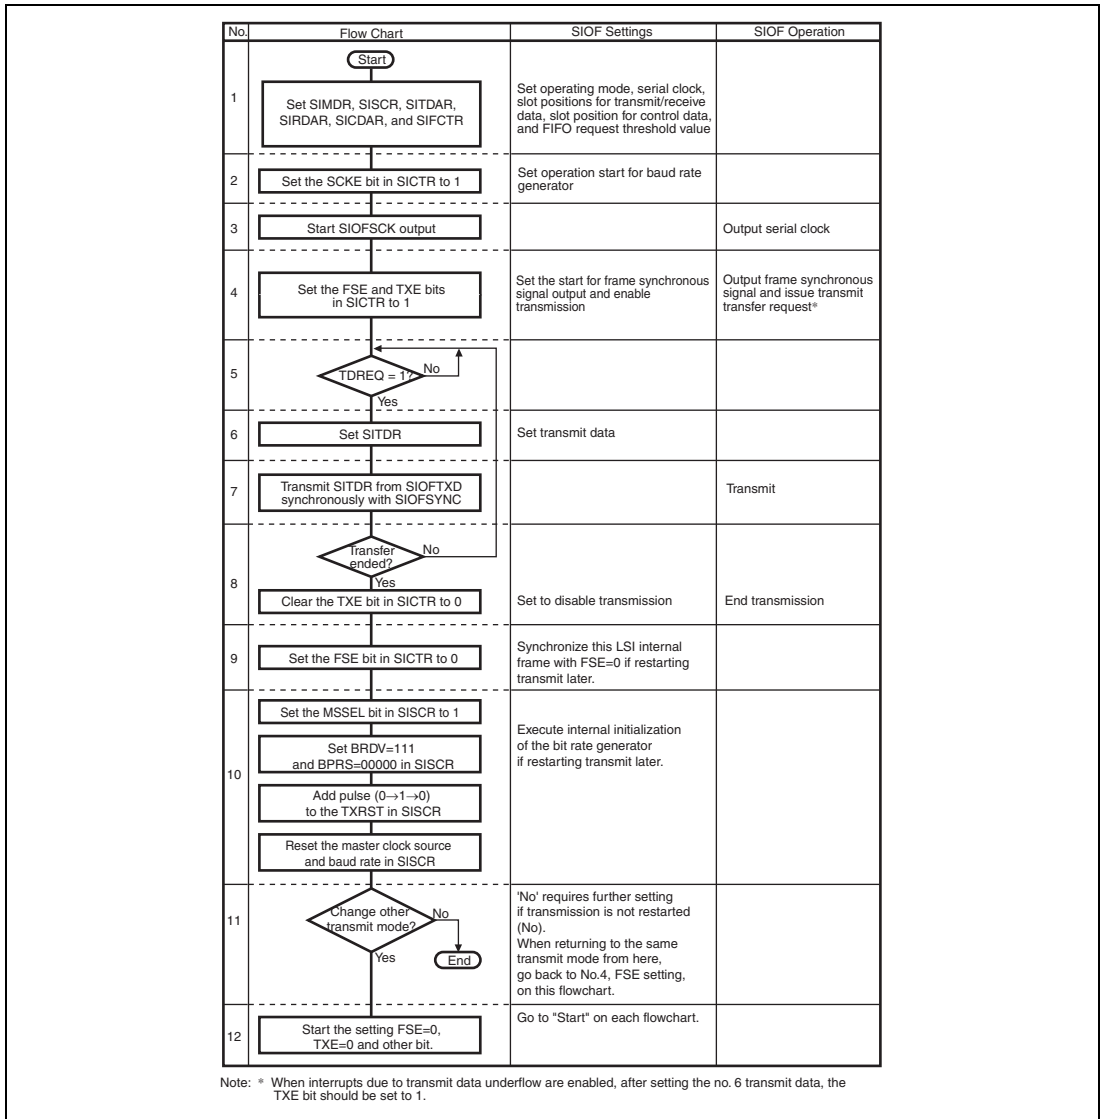 No.
Flow Chart
SIOF Settings
SIOF Operation
Start
1
Set SIMDR, SISCR, SITDAR,
SIRDAR, SICDAR, and SIFCTR
Set operating mode, serial clock,
slot positions for transmit/receive
data, slot position for control data,
and FIFO request threshold value
2
Set the SCKE bit in SICTR to 1
Set operation start for baud rate
generator
3
Start SIOFSCK output
Output serial clock
4
Set the FSE and TXE bits
in SICTR to 1
Set the start for frame synchronous
signal output and enable
transmission
Output frame synchronous
signal and issue transmit
transfer request*
5
TDREQ = 1?
No
Yes
6
Set SITDR
Set transmit data
7
Transmit SITDR from SIOFTXD
synchronously with SIOFSYNC
Transmit
8
Transfer
ended?
No
Yes
Clear the TXE bit in SICTR to 0
Set to disable transmission
End transmission
9
Set the FSE bit in SICTR to 0
Synchronize this LSI internal
frame with FSE=0 if restarting
transmit later.
10
Set the MSSEL bit in SISCR to 1
Set BRDV=111
and BPRS=00000 in SISCR
Add pulse (0→1→0)
to the TXRST in SISCR
Reset the master clock source
and baud rate in SISCR
Execute internal initialization
of the bit rate generator
if restarting transmit later.
11
Change other
transmit mode?
No
Yes
End
'No' requires further setting
if transmission is not restarted
(No).
When returning to the same
transmit mode from here,
go back to No.4, FSE setting,
on this flowchart.
12
Start the setting FSE=0,
TXE=0 and other bit.
Go to "Start" on each flowchart.
Note: * When interrupts due to transmit data underflow are enabled, after setting the no. 6 transmit data, the
TXE bit should be set to 1.